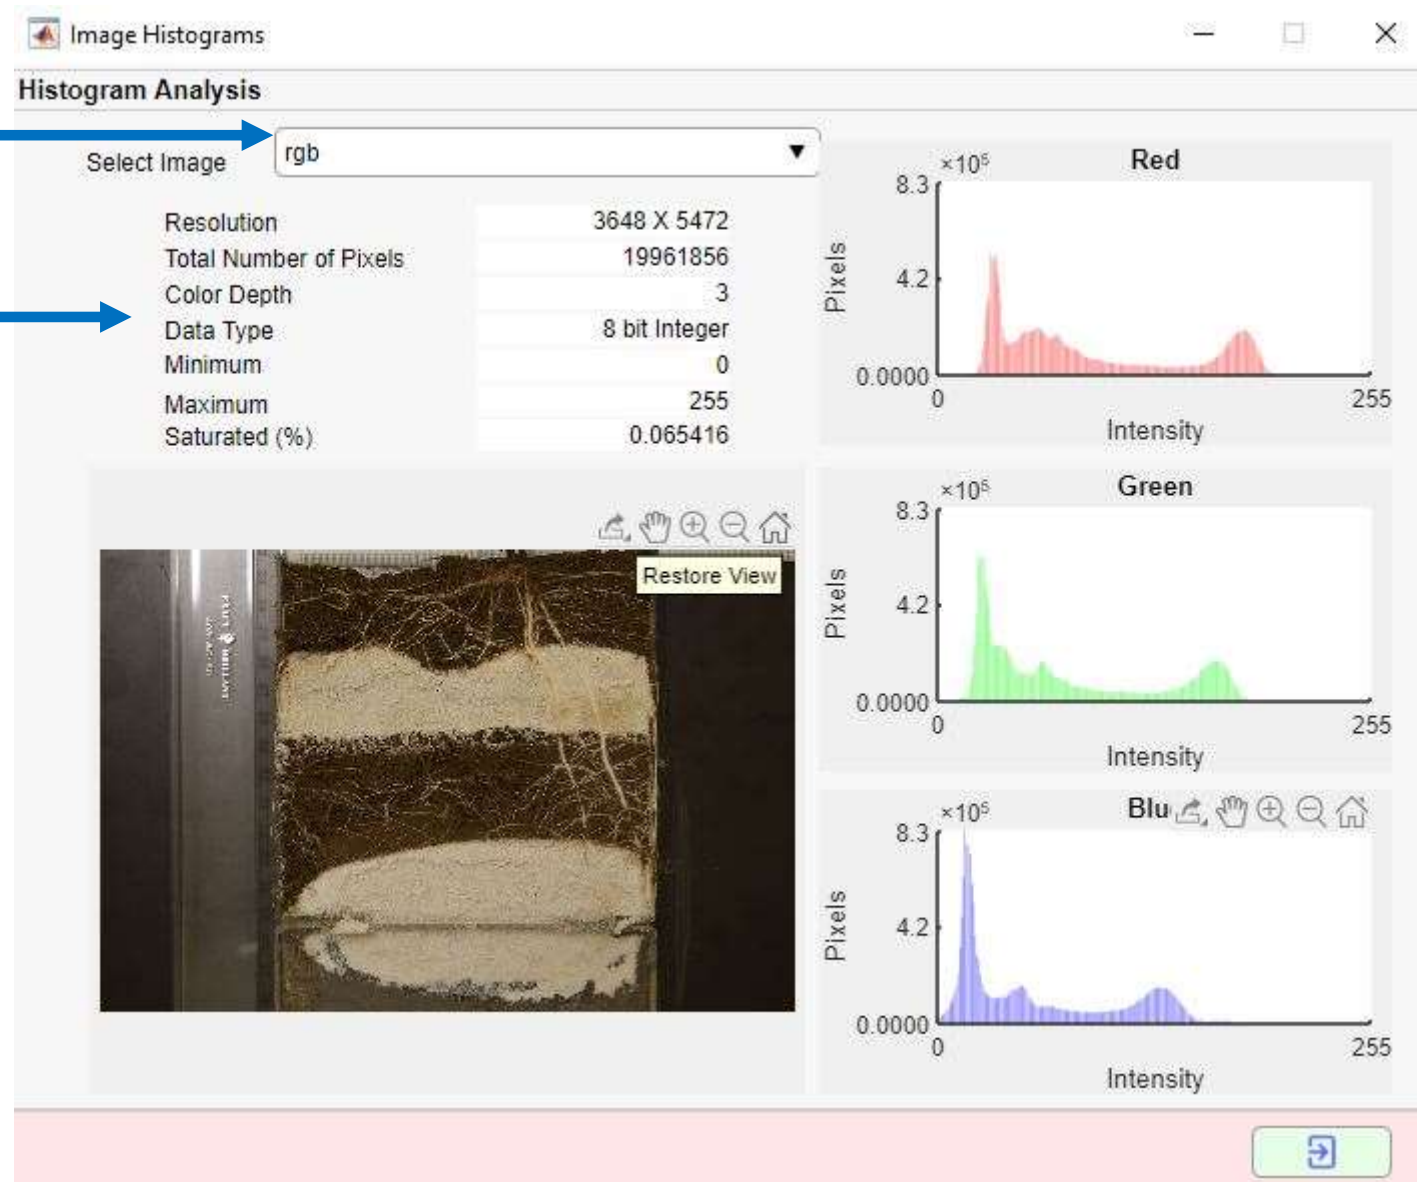 Image Histograms
Histogram Analysis
Select Image
rgb
Resolution 3648 X 5472
Total Number of Pixels 19961856
Color Depth 3
Data Type 8 bit Integer
Minimum 0
Maximum 255
Saturated (%) 0.065416
Restore View
Red
×10⁵
8.3
4.2
0.0000
0
255
Pixels
Intensity
Green
×10⁵
8.3
4.2
0.0000
0
255
Pixels
Intensity
Blu
×10⁵
8.3
4.2
0.0000
0
255
Pixels
Intensity